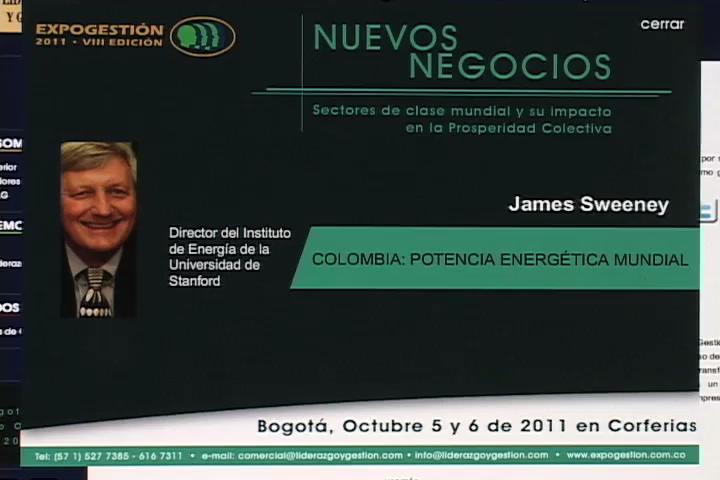 EXPOGESTIÓN
2011 • VIII EDICIÓN
cerrar
NUEVOS
NEGOCIOS
Sectores de clase mundial y su impacto
en la Prosperidad Colectiva
James Sweeney
Director del Instituto
de Energía de la
Universidad de
Stanford
COLOMBIA: POTENCIA ENERGÉTICA MUNDIAL
Bogotá, Octubre 5 y 6 de 2011 en Corferias
Tel: (57 1) 527 7385 - 616 7311 • e-mail: comercial@liderazgoygestion.com • info@liderazgoygestion.com • www.expogestion.com.co